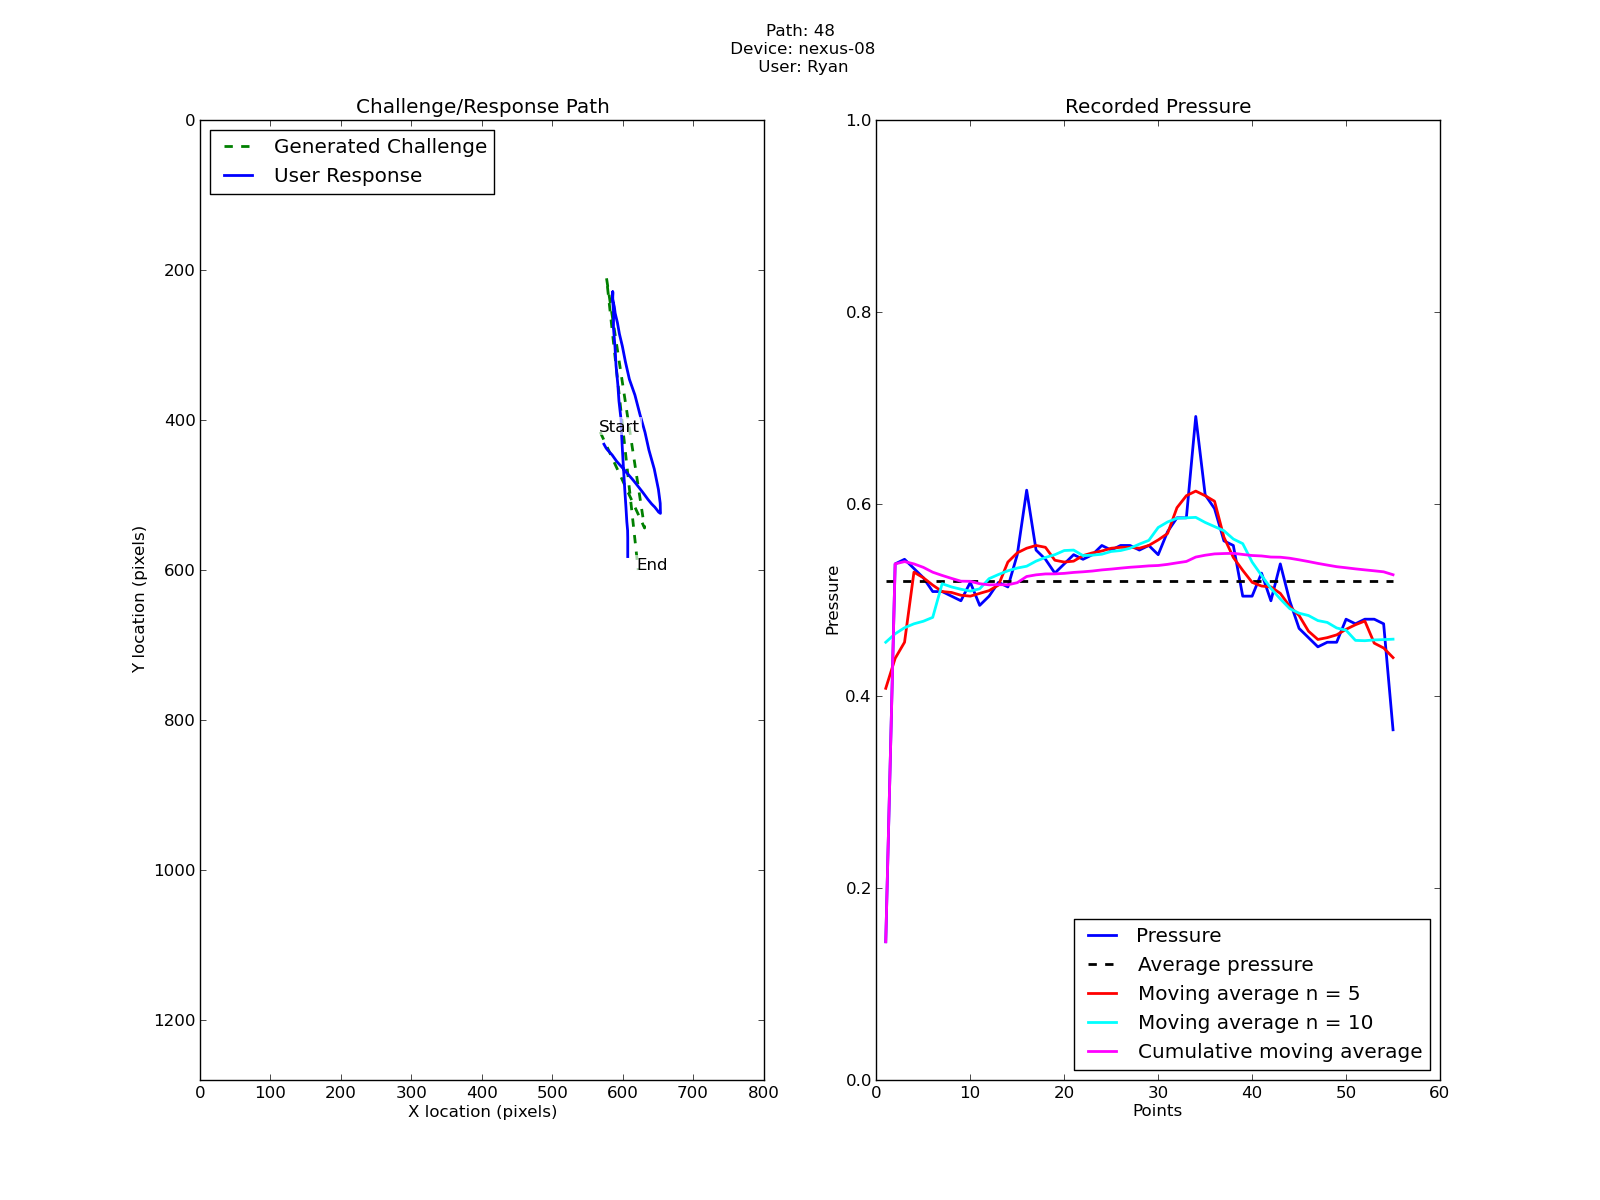 Path: 48
Device: nexus-08
User: Ryan
Challenge/Response Path
Generated Challenge
User Response
0
200
400
600
800
1000
1200
Y location (pixels)
Start
End
0 100 200 300 400 500 600 700 800
X location (pixels)
Recorded Pressure
1.0
0.8
0.6
0.4
0.2
0.0
Pressure
Pressure
Average pressure
Moving average n = 5
Moving average n = 10
Cumulative moving average
0 10 20 30 40 50 60
Points